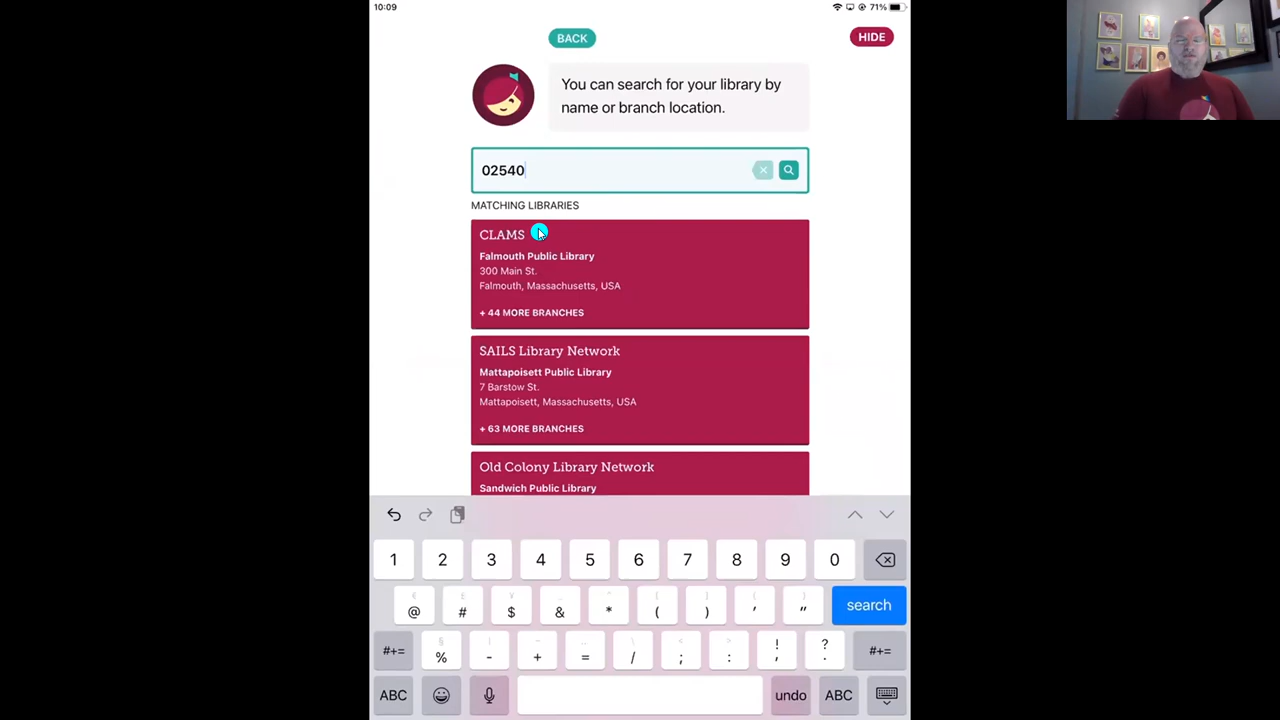 10:09
71%
BACK
HIDE
You can search for your library by
name or branch location.
02540
MATCHING LIBRARIES
CLAMS
Falmouth Public Library
300 Main St.
Falmouth, Massachusetts, USA
+ 44 MORE BRANCHES
SAILS Library Network
Mattapoisett Public Library
7 Barstow St.
Mattapoisett, Massachusetts, USA
+ 63 MORE BRANCHES
Old Colony Library Network
Sandwich Public Library
1 2 3 4 5 6 7 8 9 0
@ # $ & * ( ) ' " search
#+= % - + = / ; : ! , ? . #+=
ABC undo ABC